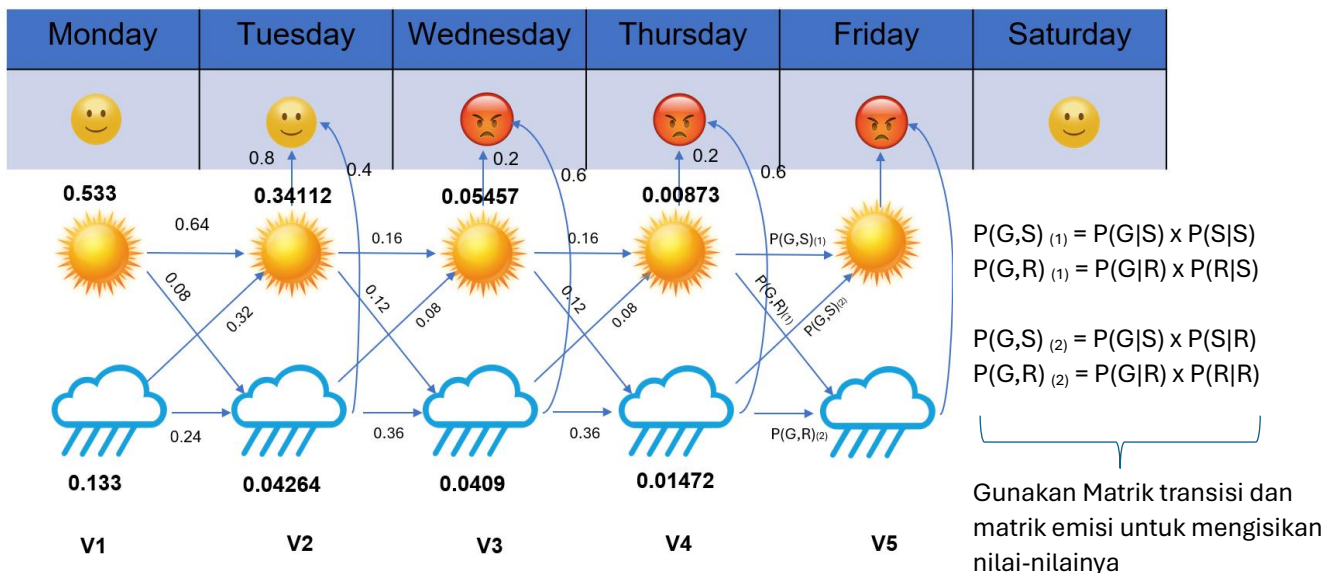 Monday Tuesday Wednesday Thursday Friday Saturday
0.8 0.4 0.2 0.6 0.2 0.6
0.533 0.34112 0.05457 0.00873
0.64 0.16 0.16 P(G,S)(1)
0.08 0.32 0.12 0.08 0.12 0.08 P(G,R)(1) P(G,S)(2)
0.24 0.36 0.36 P(G,R)(2)
0.133 0.04264 0.0409 0.01472
V1 V2 V3 V4 V5
P(G,S) (1) = P(G|S) x P(S|S)
P(G,R) (1) = P(G|R) x P(R|S)
P(G,S) (2) = P(G|S) x P(S|R)
P(G,R) (2) = P(G|R) x P(R|R)
Gunakan Matrik transisi dan
matrik emisi untuk mengisikan
nilai-nilainya